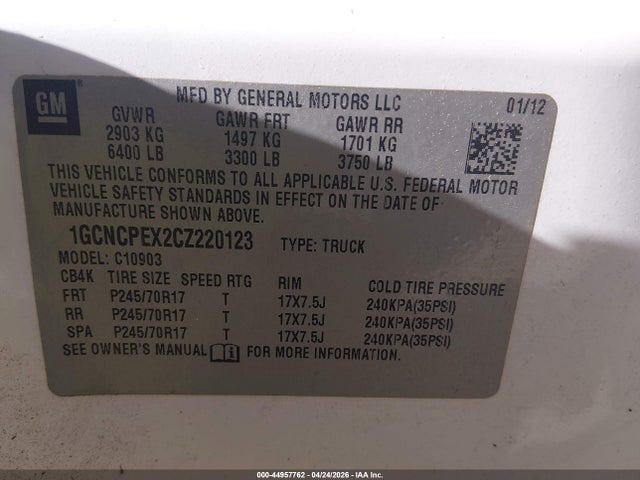 GM ®
MFD BY GENERAL MOTORS LLC 01/12
GVWR GAWR FRT GAWR RR
2903 KG 1497 KG 1701 KG
6400 LB 3300 LB 3750 LB
THIS VEHICLE CONFORMS TO ALL APPLICABLE U.S. FEDERAL MOTOR
VEHICLE SAFETY STANDARDS IN EFFECT ON THE DATE OF
MANUFACTURE SHOWN ABOVE.
1GCNCPEX2CZ220123 TYPE: TRUCK
MODEL: C10903
CB4K TIRE SIZE SPEED RTG RIM COLD TIRE PRESSURE
FRT P245/70R17 T 17X7.5J 240KPA(35PSI)
RR P245/70R17 T 17X7.5J 240KPA(35PSI)
SPA P245/70R17 T 17X7.5J 240KPA(35PSI)
SEE OWNER'S MANUAL FOR MORE INFORMATION.
000-44957762 - 04/24/2026 - IAA Inc.